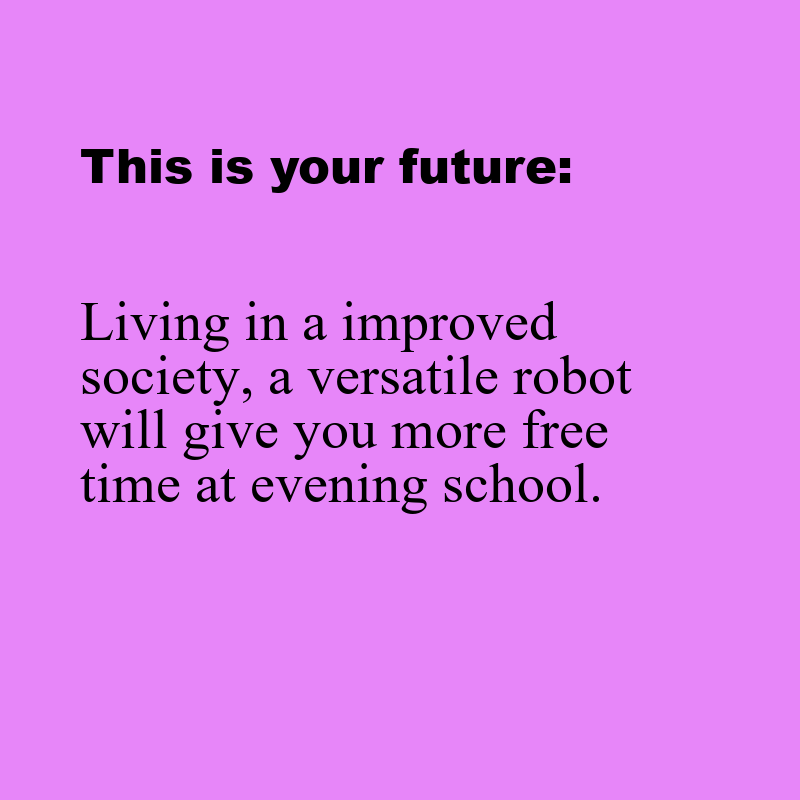 This is your future:
Living in a improved
society, a versatile robot
will give you more free
time at evening school.